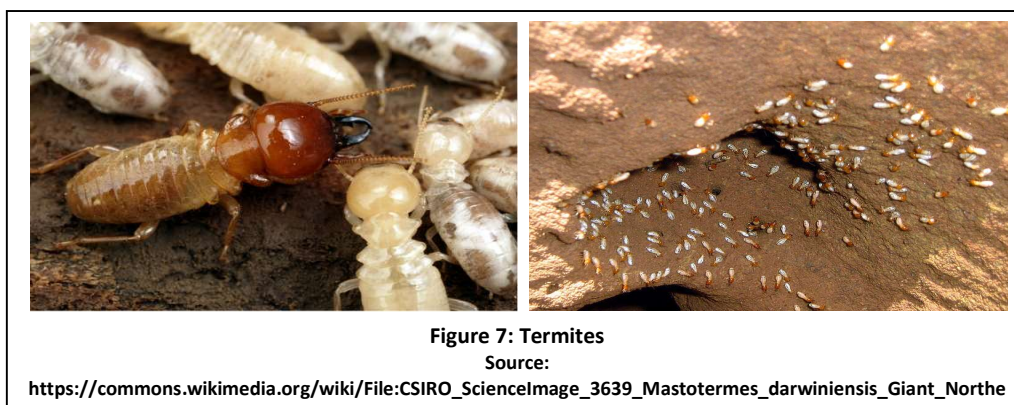 Figure 7: Termites
Source:
https://commons.wikimedia.org/wiki/File:CSIRO_ScienceImage_3639_Mastotermes_darwiniensis_Giant_Northe